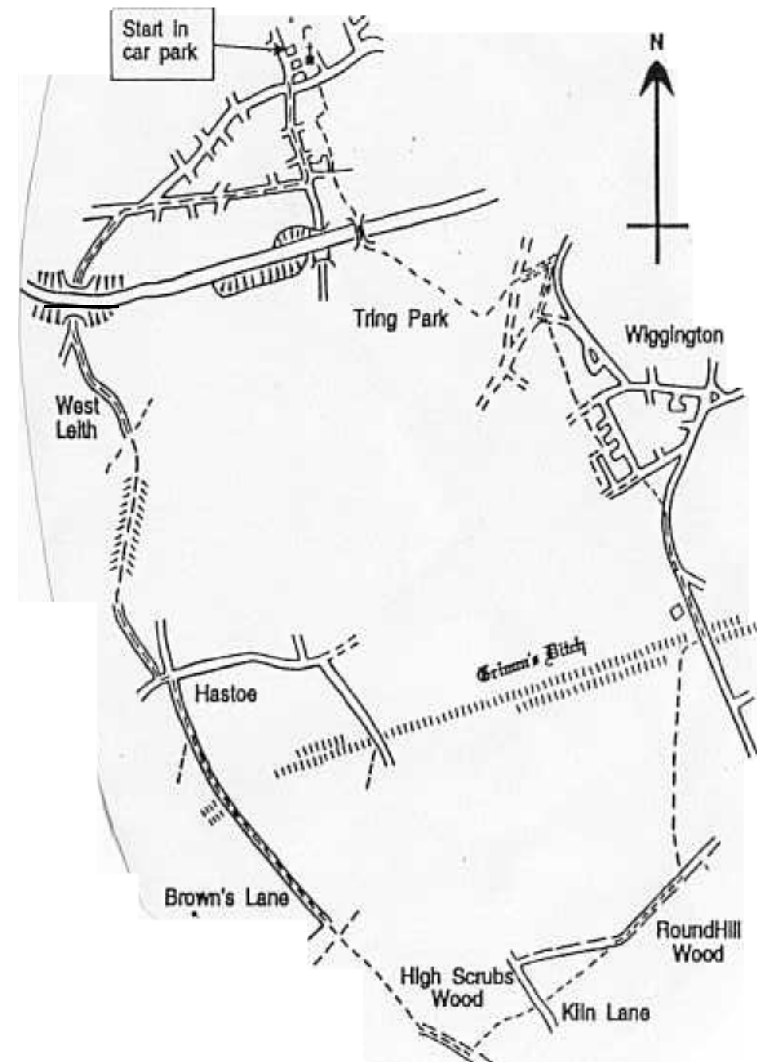 Start in
car park
N
Tring Park
Wiggington
West
Leith
Grimm's Ditch
Hastoe
Brown's Lane
RoundHill
Wood
High Scrubs
Wood
Kiln Lane